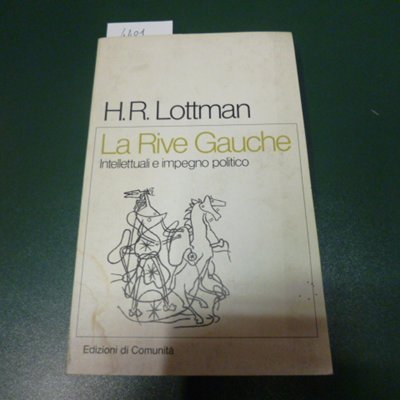 4401
H.R. Lottman
La Rive Gauche
Intellettuali e impegno politico
Edizioni di Comunità